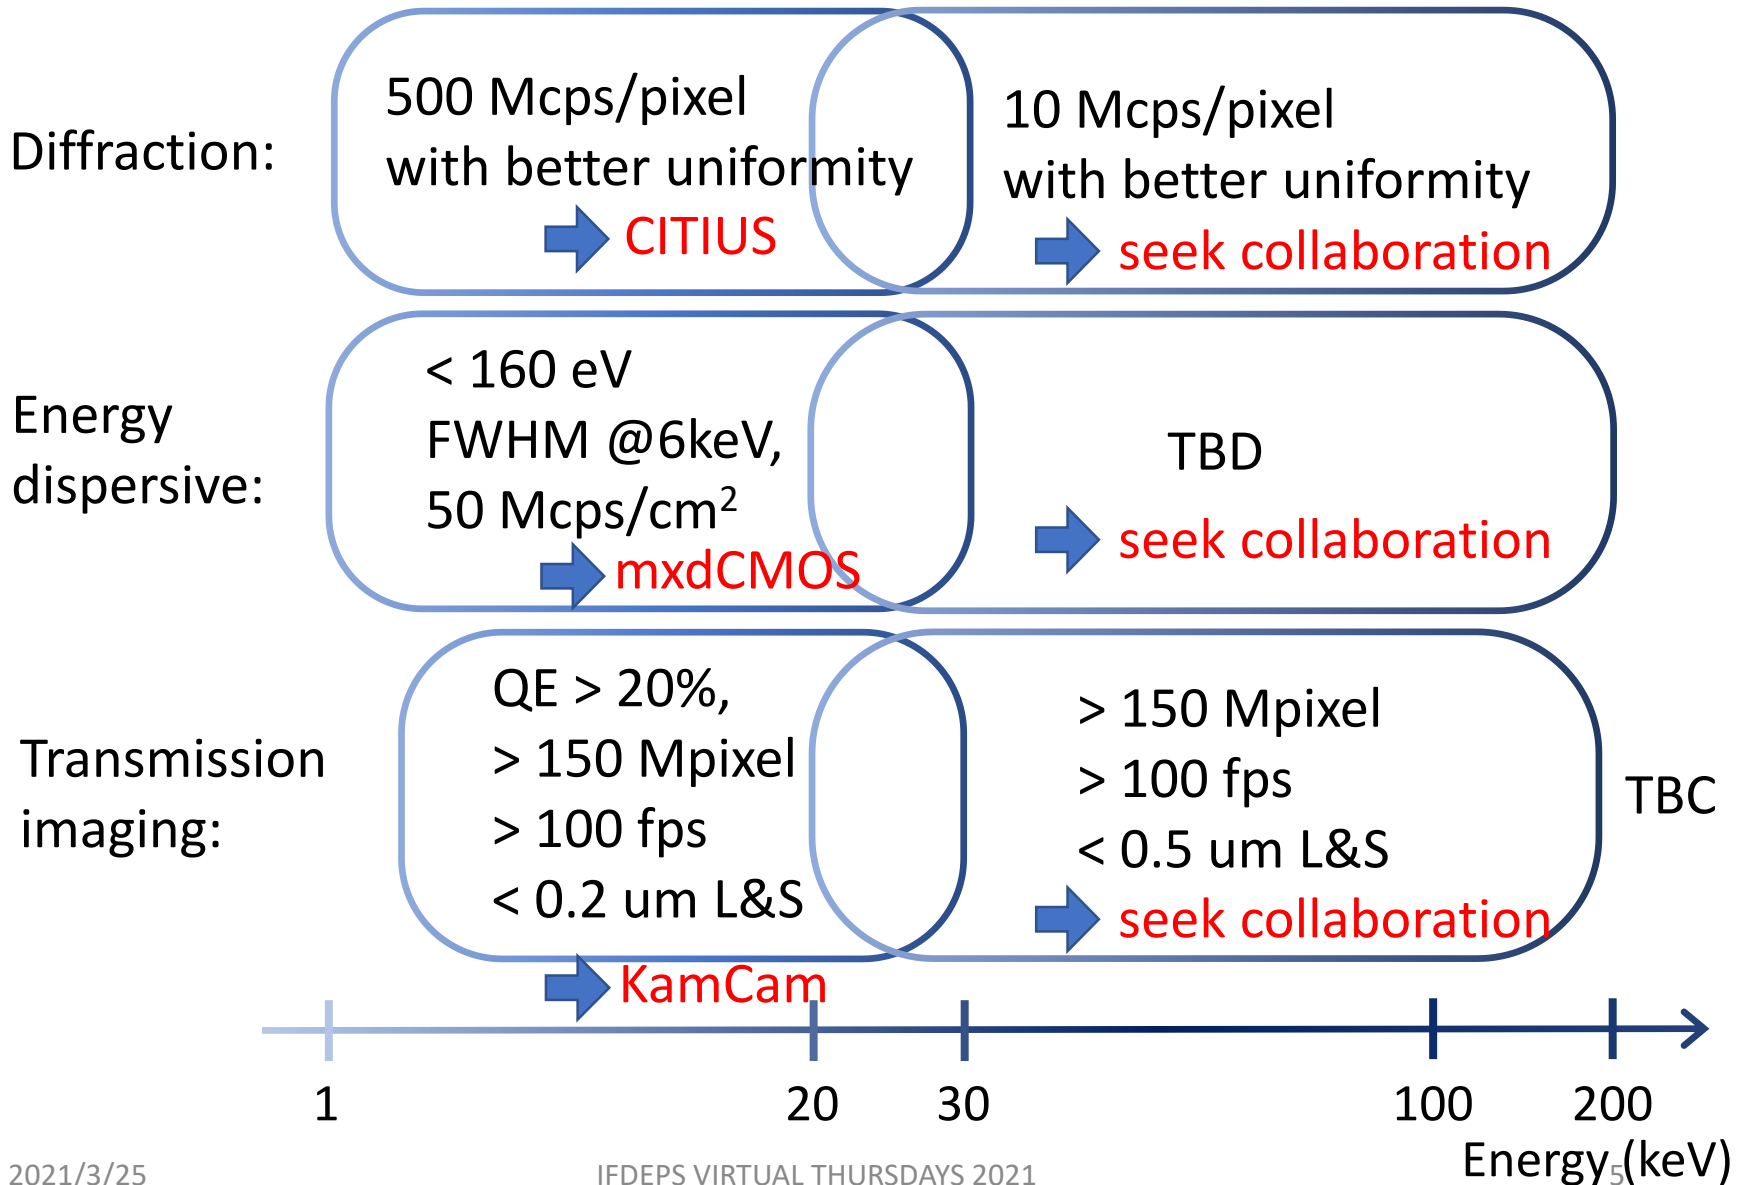 Diffraction:
500 Mcps/pixel
with better uniformity
CITIUS
10 Mcps/pixel
with better uniformity
seek collaboration
Energy
dispersive:
< 160 eV
FWHM @6keV,
50 Mcps/cm²
mxdCMOS
TBD
seek collaboration
Transmission
imaging:
QE > 20%,
> 150 Mpixel
> 100 fps
< 0.2 um L&S
KamCam
> 150 Mpixel
> 100 fps
< 0.5 um L&S
seek collaboration
TBC
1 20 30 100 200
Energy (keV)
2021/3/25 IFDEPS VIRTUAL THURSDAYS 2021 5